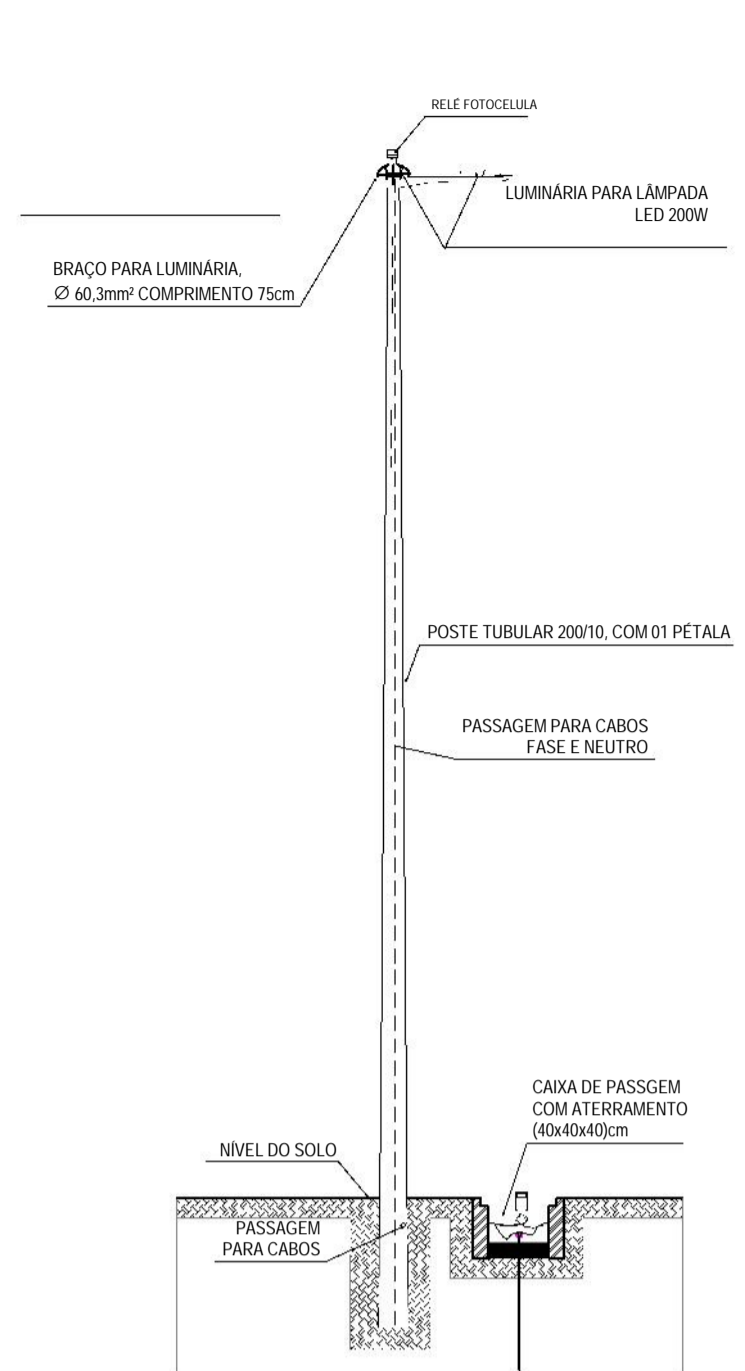 RELÉ FOTOCELULA
LUMINÁRIA PARA LÂMPADA
LED 200W
BRAÇO PARA LUMINÁRIA,
Ø 60,3mm² COMPRIMENTO 75cm
POSTE TUBULAR 200/10, COM 01 PÉTALA
PASSAGEM PARA CABOS
FASE E NEUTRO
CAIXA DE PASSGEM
COM ATERRAMENTO
(40x40x40)cm
NÍVEL DO SOLO
PASSAGEM
PARA CABOS